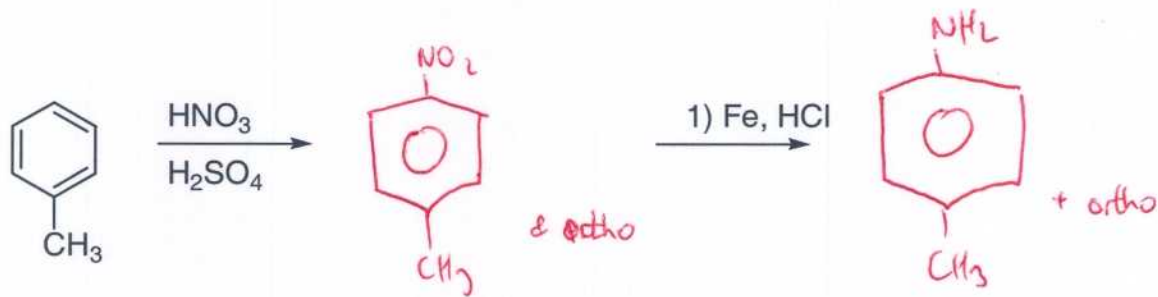 HNO₃
H₂SO₄
CH₃
NO₂
CH₃
& ortho
1) Fe, HCl
NH₂
CH₃
+ ortho